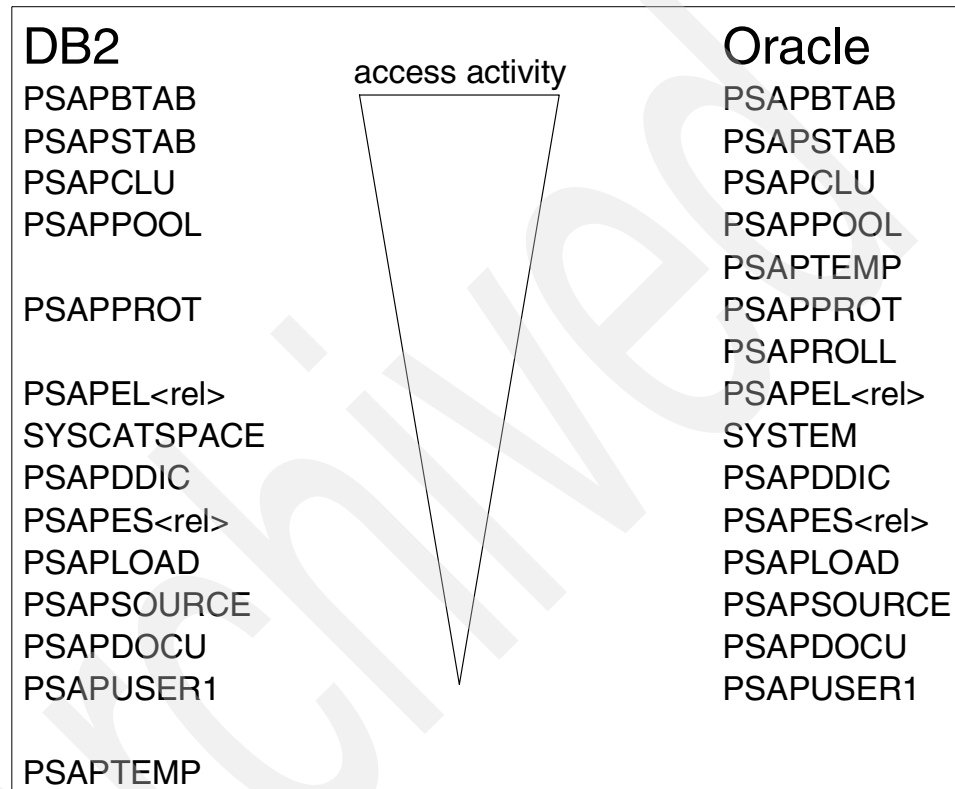 DB2
access activity
Oracle
PSAPBTAB
PSAPBTAB
PSAPSTAB
PSAPSTAB
PSAPCLU
PSAPCLU
PSAPPOOL
PSAPPOOL
PSAPTEMP
PSAPPROT
PSAPPROT
PSAPROLL
PSAPEL<rel>
PSAPEL<rel>
SYSCATSPACE
SYSTEM
PSAPDDIC
PSAPDDIC
PSAPES<rel>
PSAPES<rel>
PSAPLOAD
PSAPLOAD
PSAPSOURCE
PSAPSOURCE
PSAPDOCU
PSAPDOCU
PSAPUSER1
PSAPUSER1
PSAPTEMP